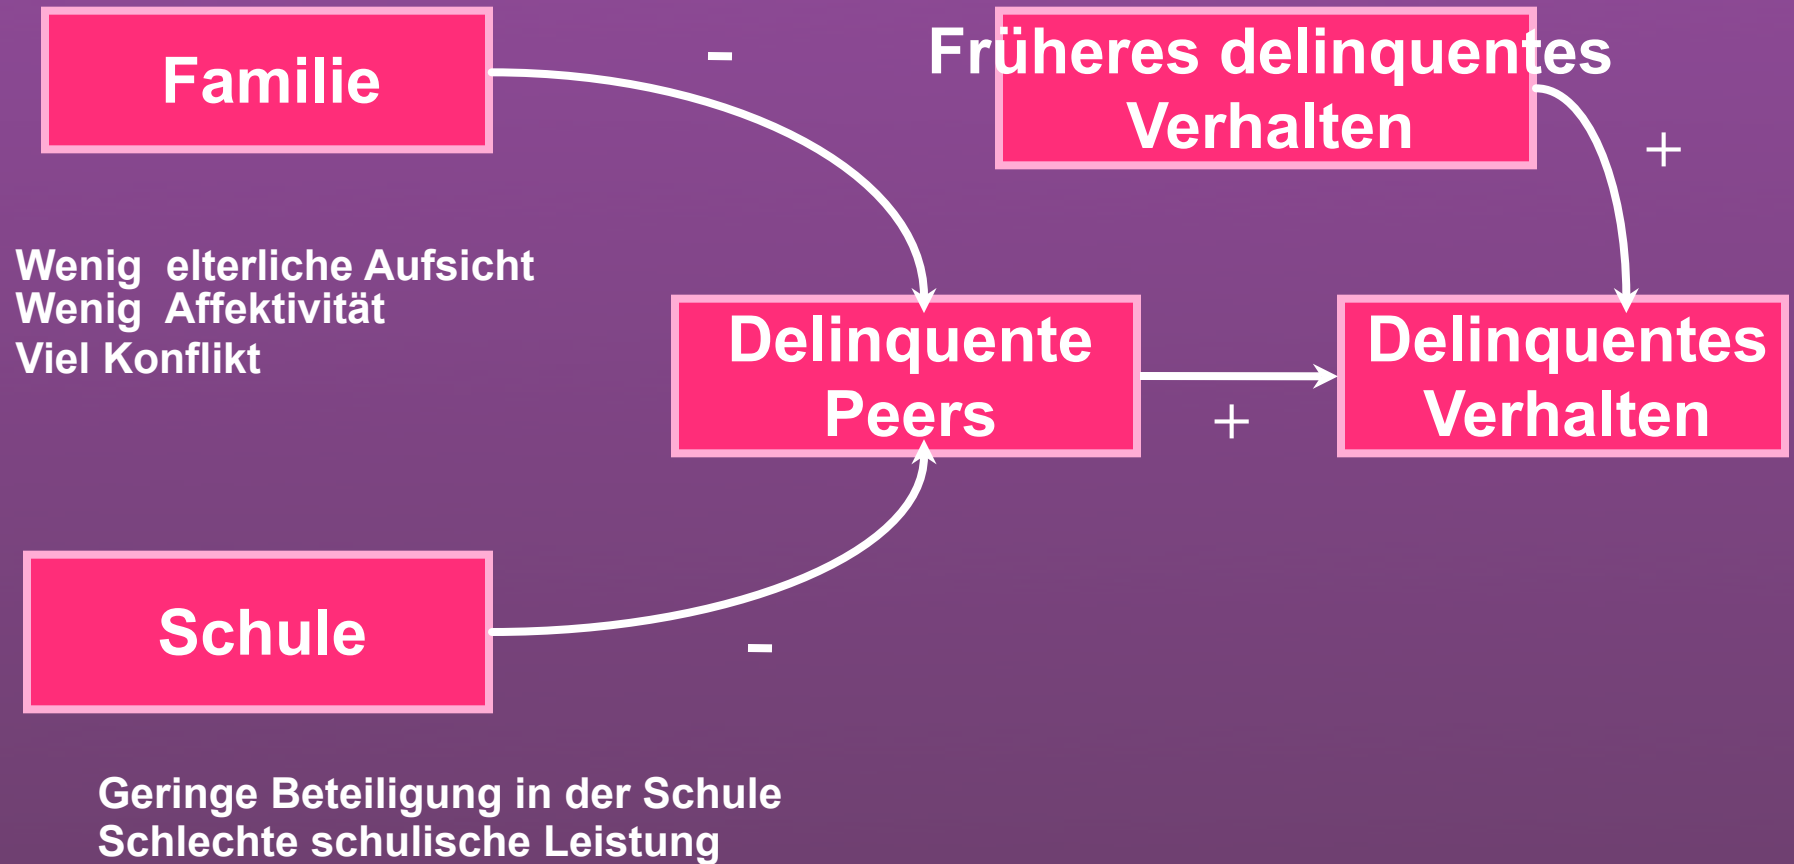 Familie
-
Früheres delinquentes
Verhalten
+
Wenig elterliche Aufsicht
Wenig Affektivität
Viel Konflikt
Delinquente
Peers
+
Delinquentes
Verhalten
Schule
-
Geringe Beteiligung in der Schule
Schlechte schulische Leistung